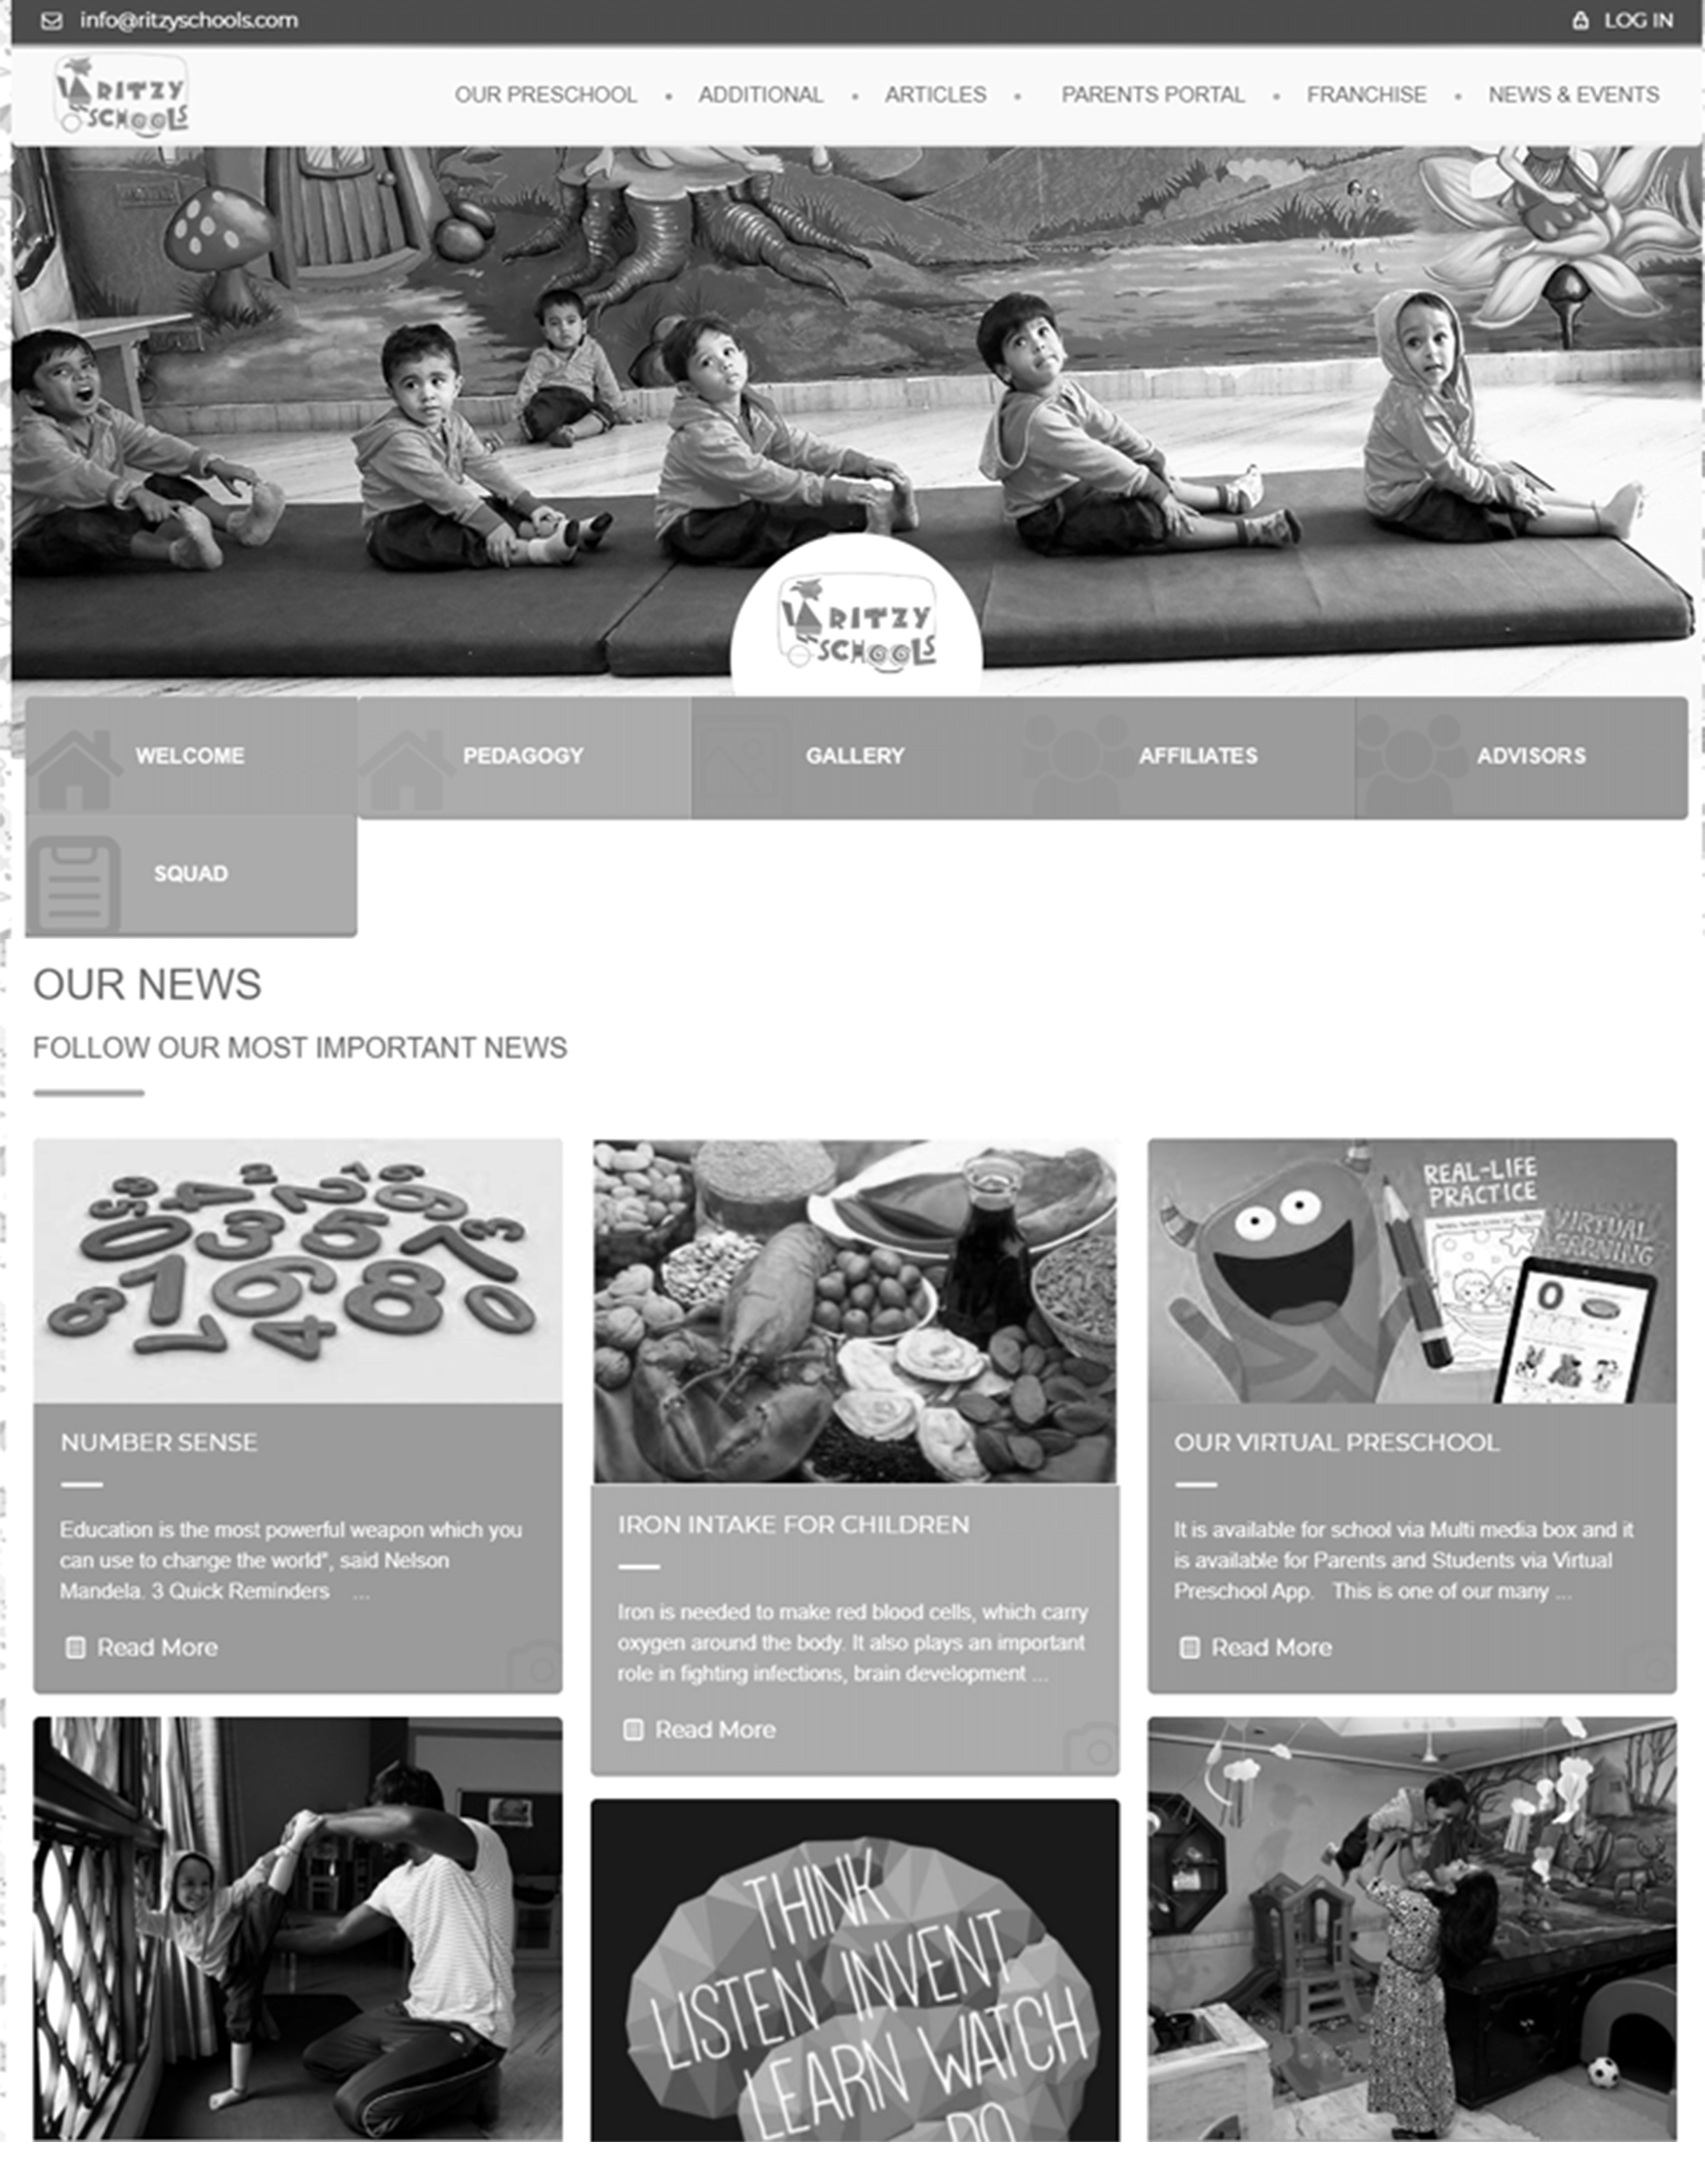 info@ritzyschools.com
LOG IN
RITZY
SCHOOLS
OUR PRESCHOOL • ADDITIONAL • ARTICLES • PARENTS PORTAL • FRANCHISE • NEWS & EVENTS
RITZY
SCHOOLS
WELCOME
PEDAGOGY
GALLERY
AFFILIATES
ADVISORS
SQUAD
OUR NEWS
FOLLOW OUR MOST IMPORTANT NEWS
NUMBER SENSE
Education is the most powerful weapon which you
can use to change the world", said Nelson
Mandela. 3 Quick Reminders ...
Read More
IRON INTAKE FOR CHILDREN
Iron is needed to make red blood cells, which carry
oxygen around the body. It also plays an important
role in fighting infections, brain development ...
Read More
REAL-LIFE
PRACTICE
VIRTUAL
LEARNING
OUR VIRTUAL PRESCHOOL
It is available for school via Multi media box and it
is available for Parents and Students via Virtual
Preschool App. This is one of our many ...
Read More
THINK
LISTEN INVENT
LEARN WATCH
DO